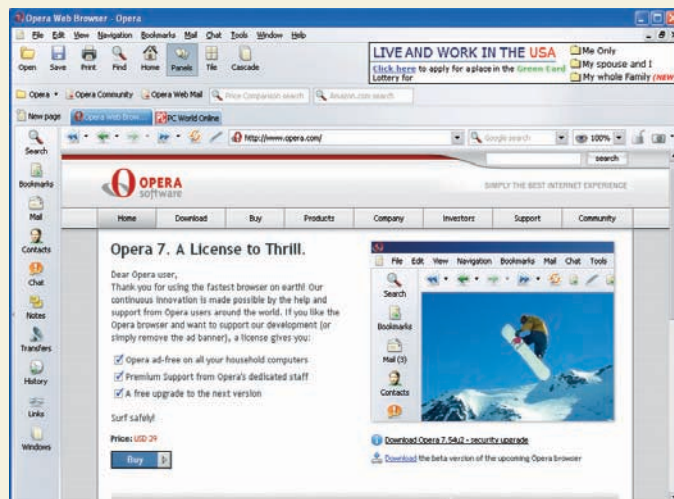 Opera Web Browser - Opera
File Edit View Navigation Bookmarks Mail Chat Tools Window Help
Open Save Print Find Home Panels Tile Cascade
LIVE AND WORK IN THE USA
Click here to apply for a place in the Green Card
Lottery for
Me Only
My spouse and I
My whole Family (NEW)
Opera Opera Community Opera Web Mail Price Comparison search Amazon.com search
New page Opera Web Brow... PC World Online
http://www.opera.com/ Google search 100%
search
Search
Bookmarks
Mail
Contacts
Chat
Notes
Transfers
History
Links
Windows
OPERA
software
SIMPLY THE BEST INTERNET EXPERIENCE
Home Download Buy Products Company Investors Support Community
Opera 7. A License to Thrill.
Dear Opera user,
Thank you for using the fastest browser on earth! Our
continuous innovation is made possible by the help and
support from Opera users around the world. If you like the
Opera browser and want to support our development (or
simply remove the ad banner), a license gives you:
Opera ad-free on all your household computers
Premium Support from Opera's dedicated staff
A free upgrade to the next version
Surf safely!
Price: USD 39
Buy
File Edit View Navigation Bookmarks Mail Chat Tools
Search
Bookmarks
Mail (3)
Contacts
Download Opera 7.54u2 - security upgrade
Download the beta version of the upcoming Opera browser